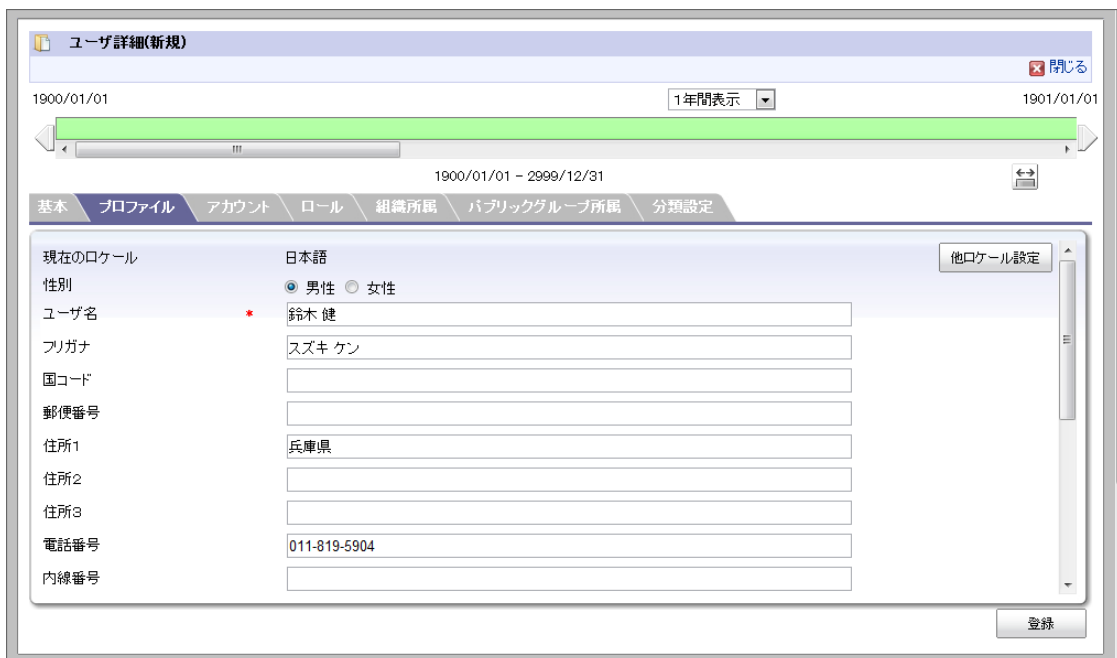 ユーザ詳細(新規)
閉じる
1900/01/01 1年間表示 1901/01/01
1900/01/01 - 2999/12/31
基本 プロファイル アカウント ロール 組織所属 パブリックグループ所属 分類設定
現在のロケール 日本語 他ロケール設定
性別 男性 女性
ユーザ名 * 鈴木 健
フリガナ スズキ ケン
国コード
郵便番号
住所1 兵庫県
住所2
住所3
電話番号 011-819-5904
内線番号
登録